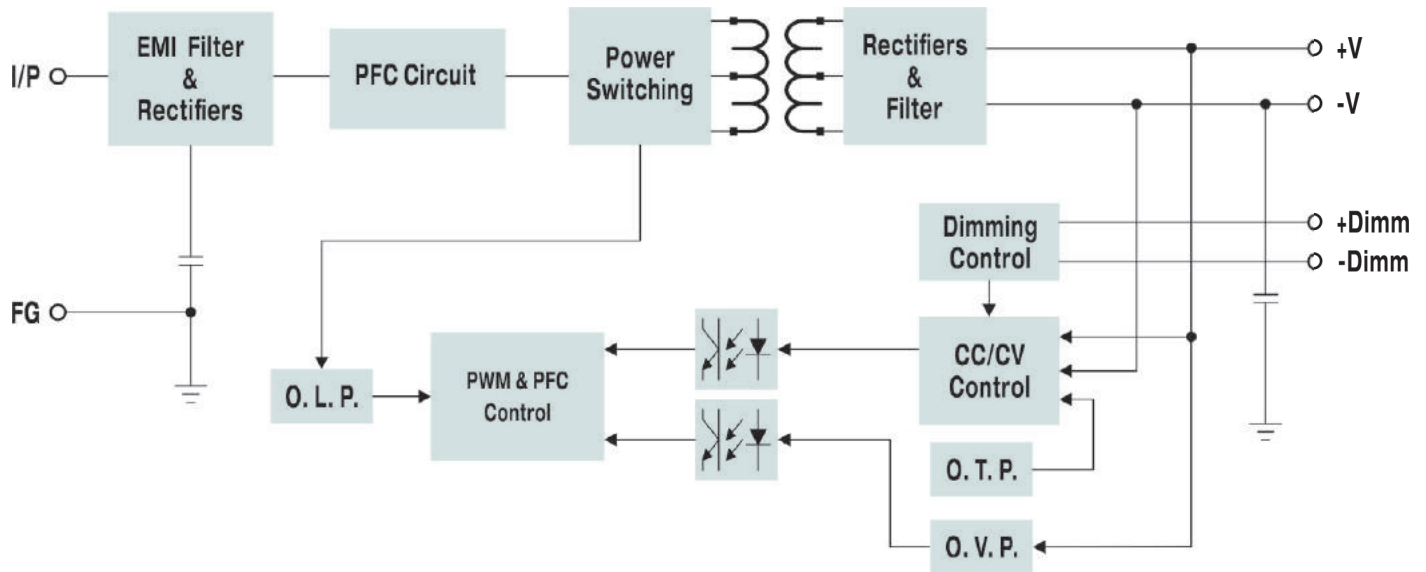 I/P
EMI Filter
&
Rectifiers
PFC Circuit
Power
Switching
Rectifiers
&
Filter
+V
-V
Dimming
Control
+Dimm
-Dimm
FG
O. L. P.
PWM & PFC
Control
CC/CV
Control
O. T. P.
O. V. P.